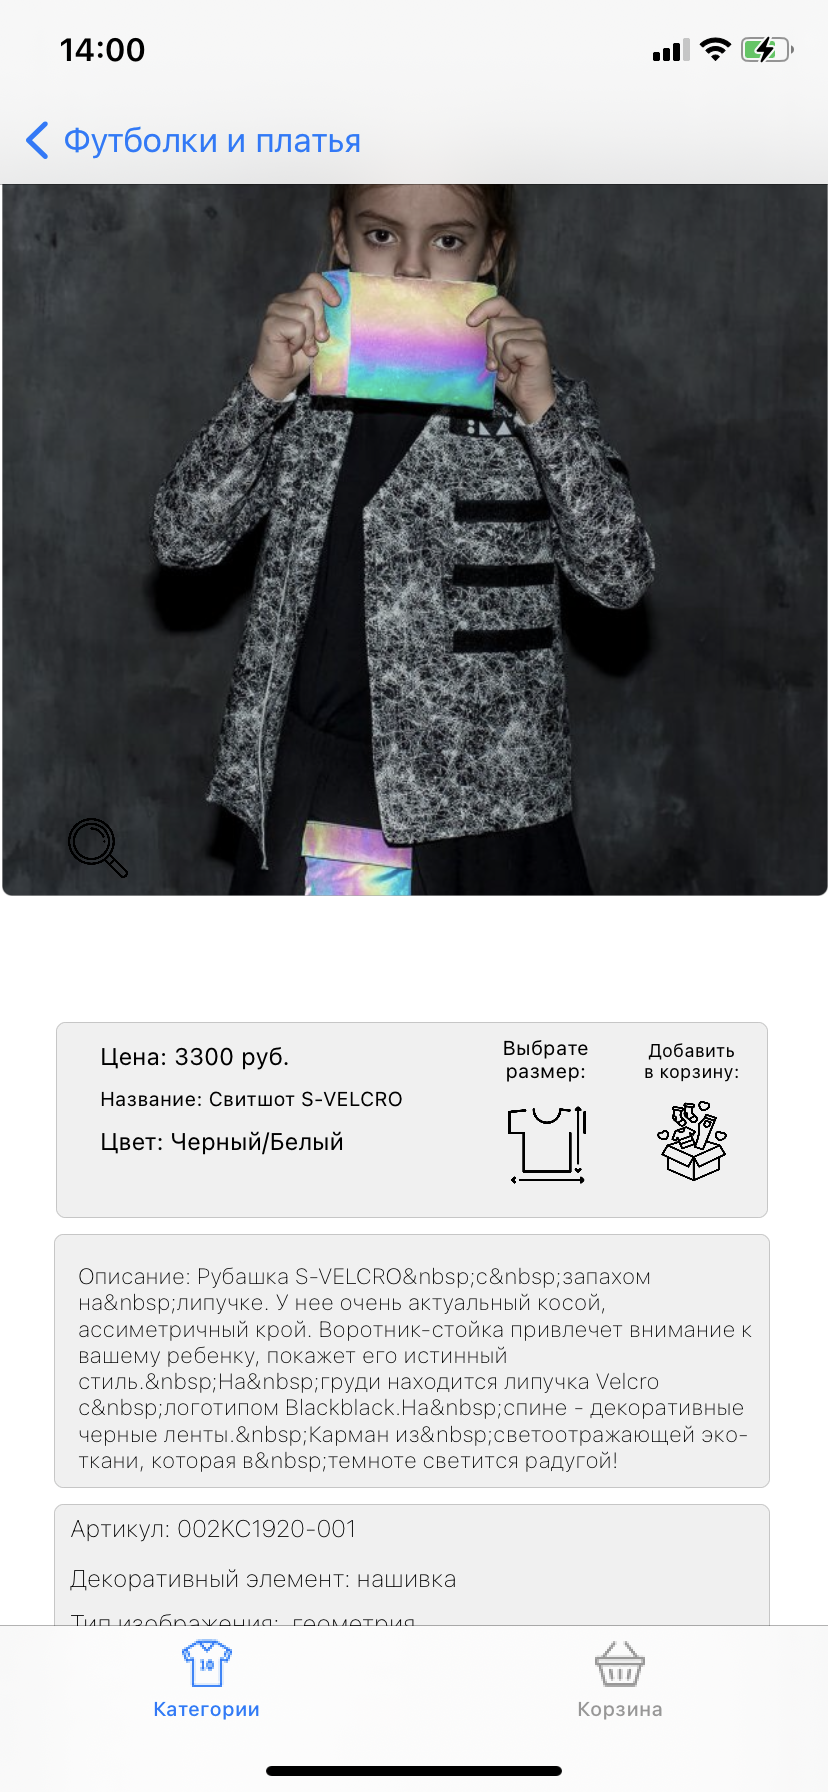 14:00
Футболки и платья
Цена: 3300 руб.
Название: Свитшот S-VELCRO
Цвет: Черный/Белый
Выбрате
размер:
Добавить
в корзину:
Описание: Рубашка S-VELCRO&nbsp;с&nbsp;запахом
на&nbsp;липучке. У нее очень актуальный косой,
ассиметричный крой. Воротник-стойка привлечет внимание к
вашему ребенку, покажет его истинный
стиль.&nbsp;На&nbsp;груди находится липучка Velcro
с&nbsp;логотипом Blackblack.На&nbsp;спине - декоративные
черные ленты.&nbsp;Карман из&nbsp;светоотражающей эко-
ткани, которая в&nbsp;темноте светится радугой!
Артикул: 002KC1920-001
Декоративный элемент: нашивка
Тип изображения: геометрия
10
Категории
Корзина